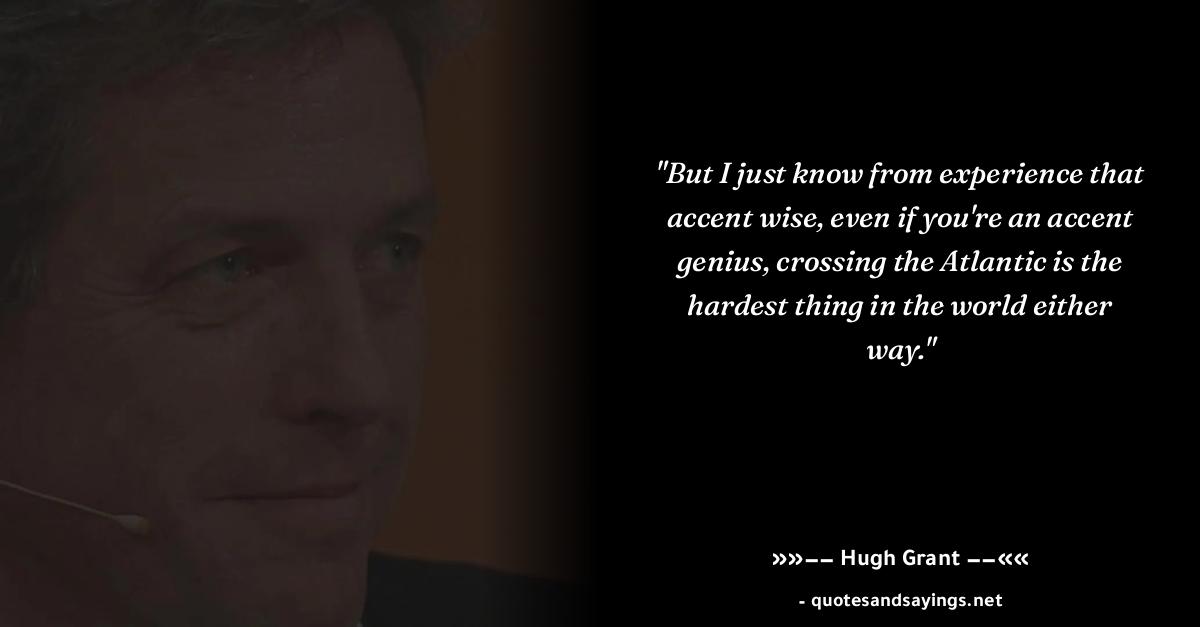 "But I just know from experience that
accent wise, even if you're an accent
genius, crossing the Atlantic is the
hardest thing in the world either
way."
»»–– Hugh Grant ––««
- quotesandsayings.net